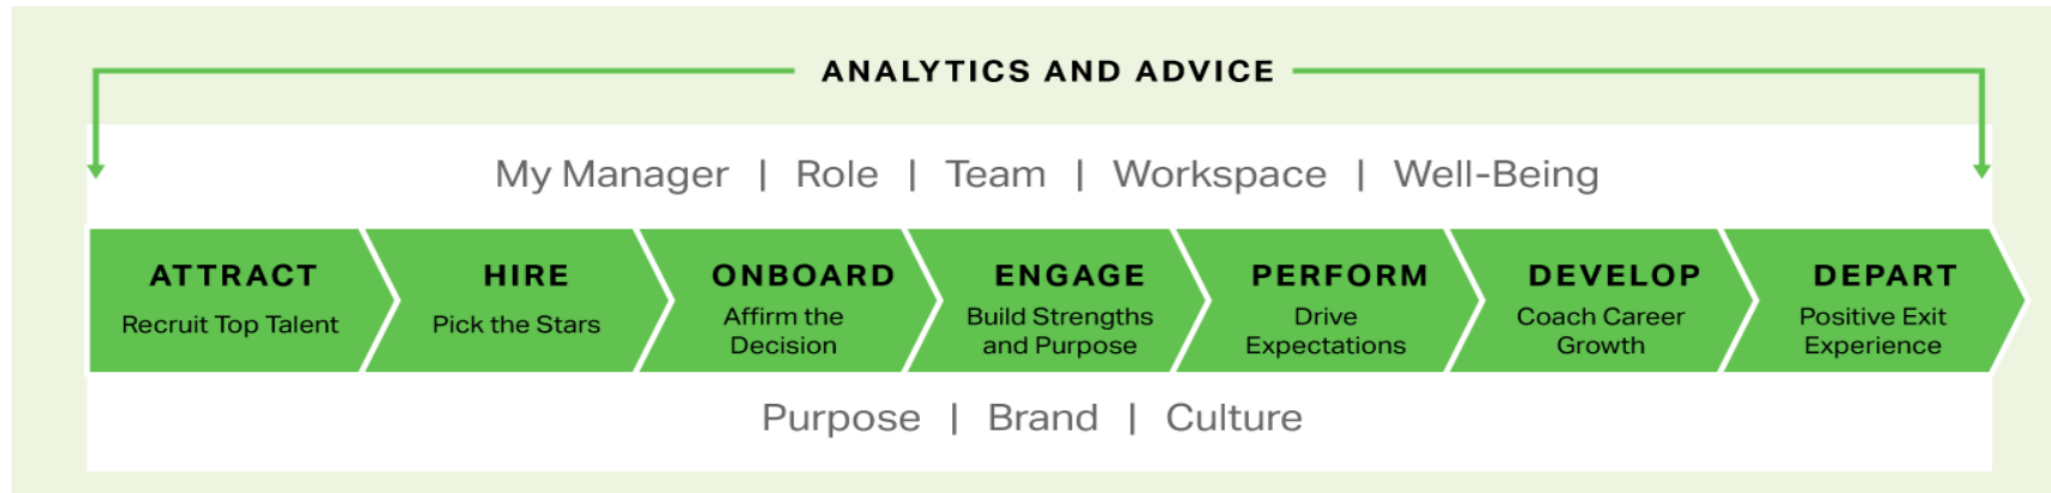 ANALYTICS AND ADVICE
My Manager | Role | Team | Workspace | Well-Being
ATTRACT
Recruit Top Talent
HIRE
Pick the Stars
ONBOARD
Affirm the
Decision
ENGAGE
Build Strengths
and Purpose
PERFORM
Drive
Expectations
DEVELOP
Coach Career
Growth
DEPART
Positive Exit
Experience
Purpose | Brand | Culture